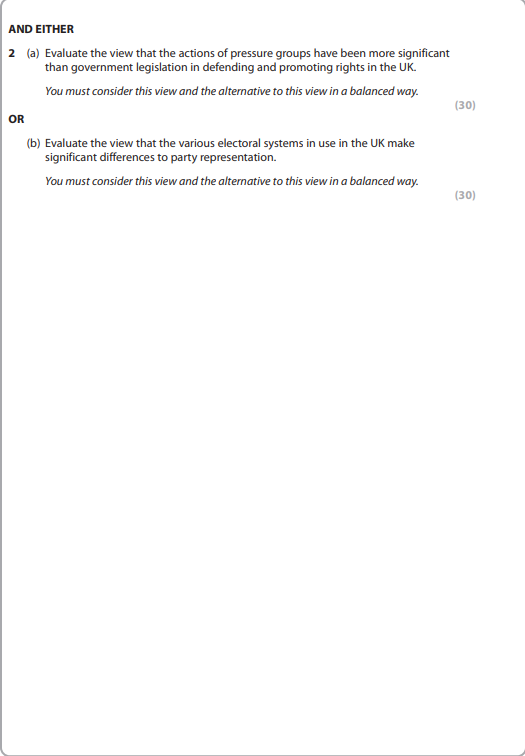 AND EITHER
2 (a) Evaluate the view that the actions of pressure groups have been more significant
than government legislation in defending and promoting rights in the UK.
You must consider this view and the alternative to this view in a balanced way.
(30)
OR
(b) Evaluate the view that the various electoral systems in use in the UK make
significant differences to party representation.
You must consider this view and the alternative to this view in a balanced way.
(30)